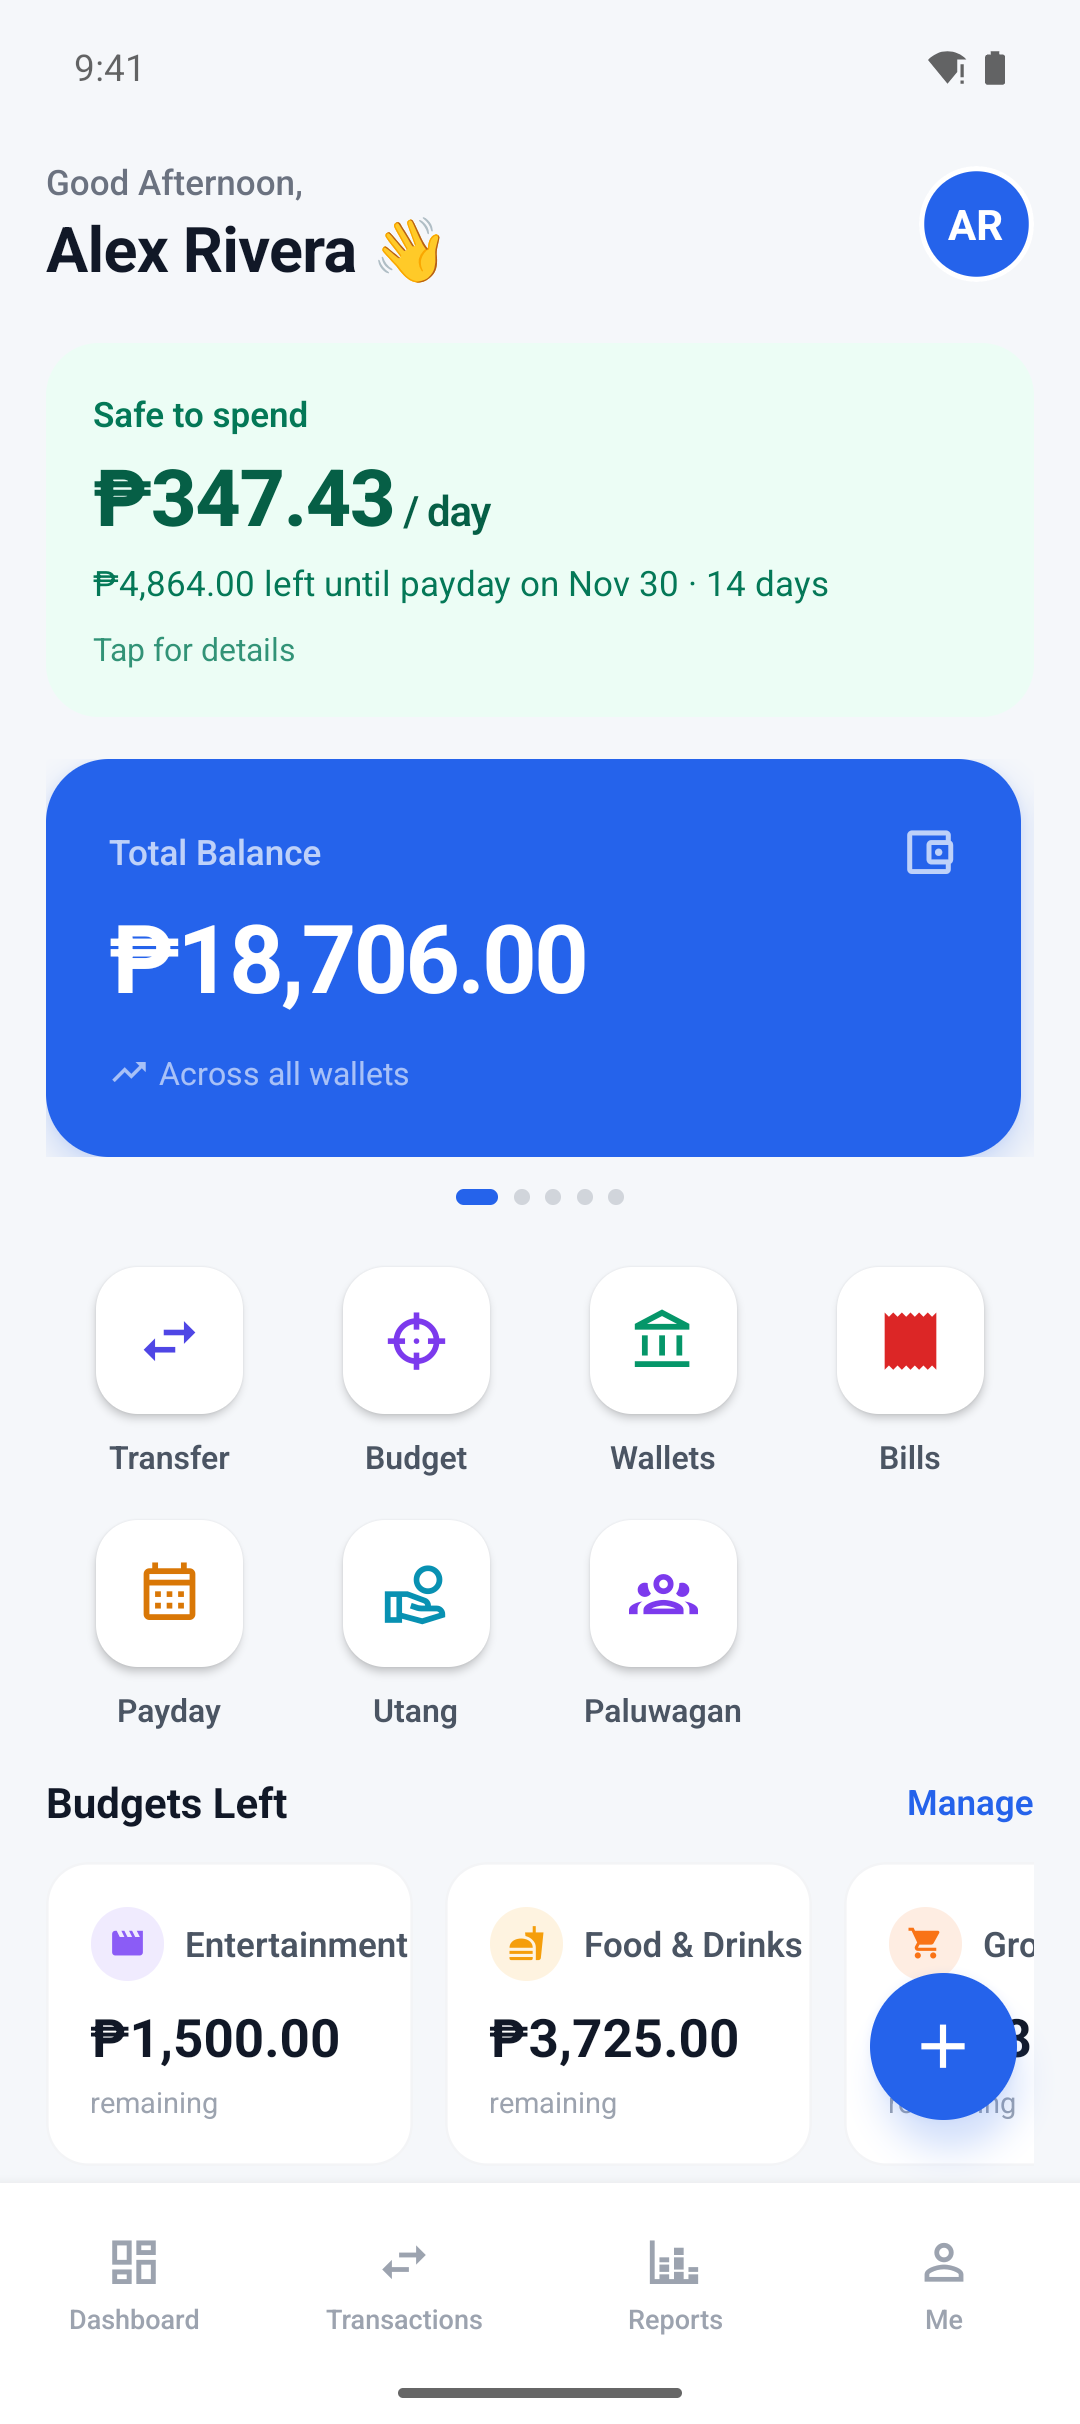 9:41
Good Afternoon,
Alex Rivera 👋
AR
Safe to spend
₱347.43 / day
₱4,864.00 left until payday on Nov 30 · 14 days
Tap for details
Total Balance
₱18,706.00
Across all wallets
Transfer Budget Wallets Bills
Payday Utang Paluwagan
Budgets Left Manage
Entertainment Food & Drinks
₱1,500.00 ₱3,725.00
remaining remaining
Dashboard Transactions Reports Me